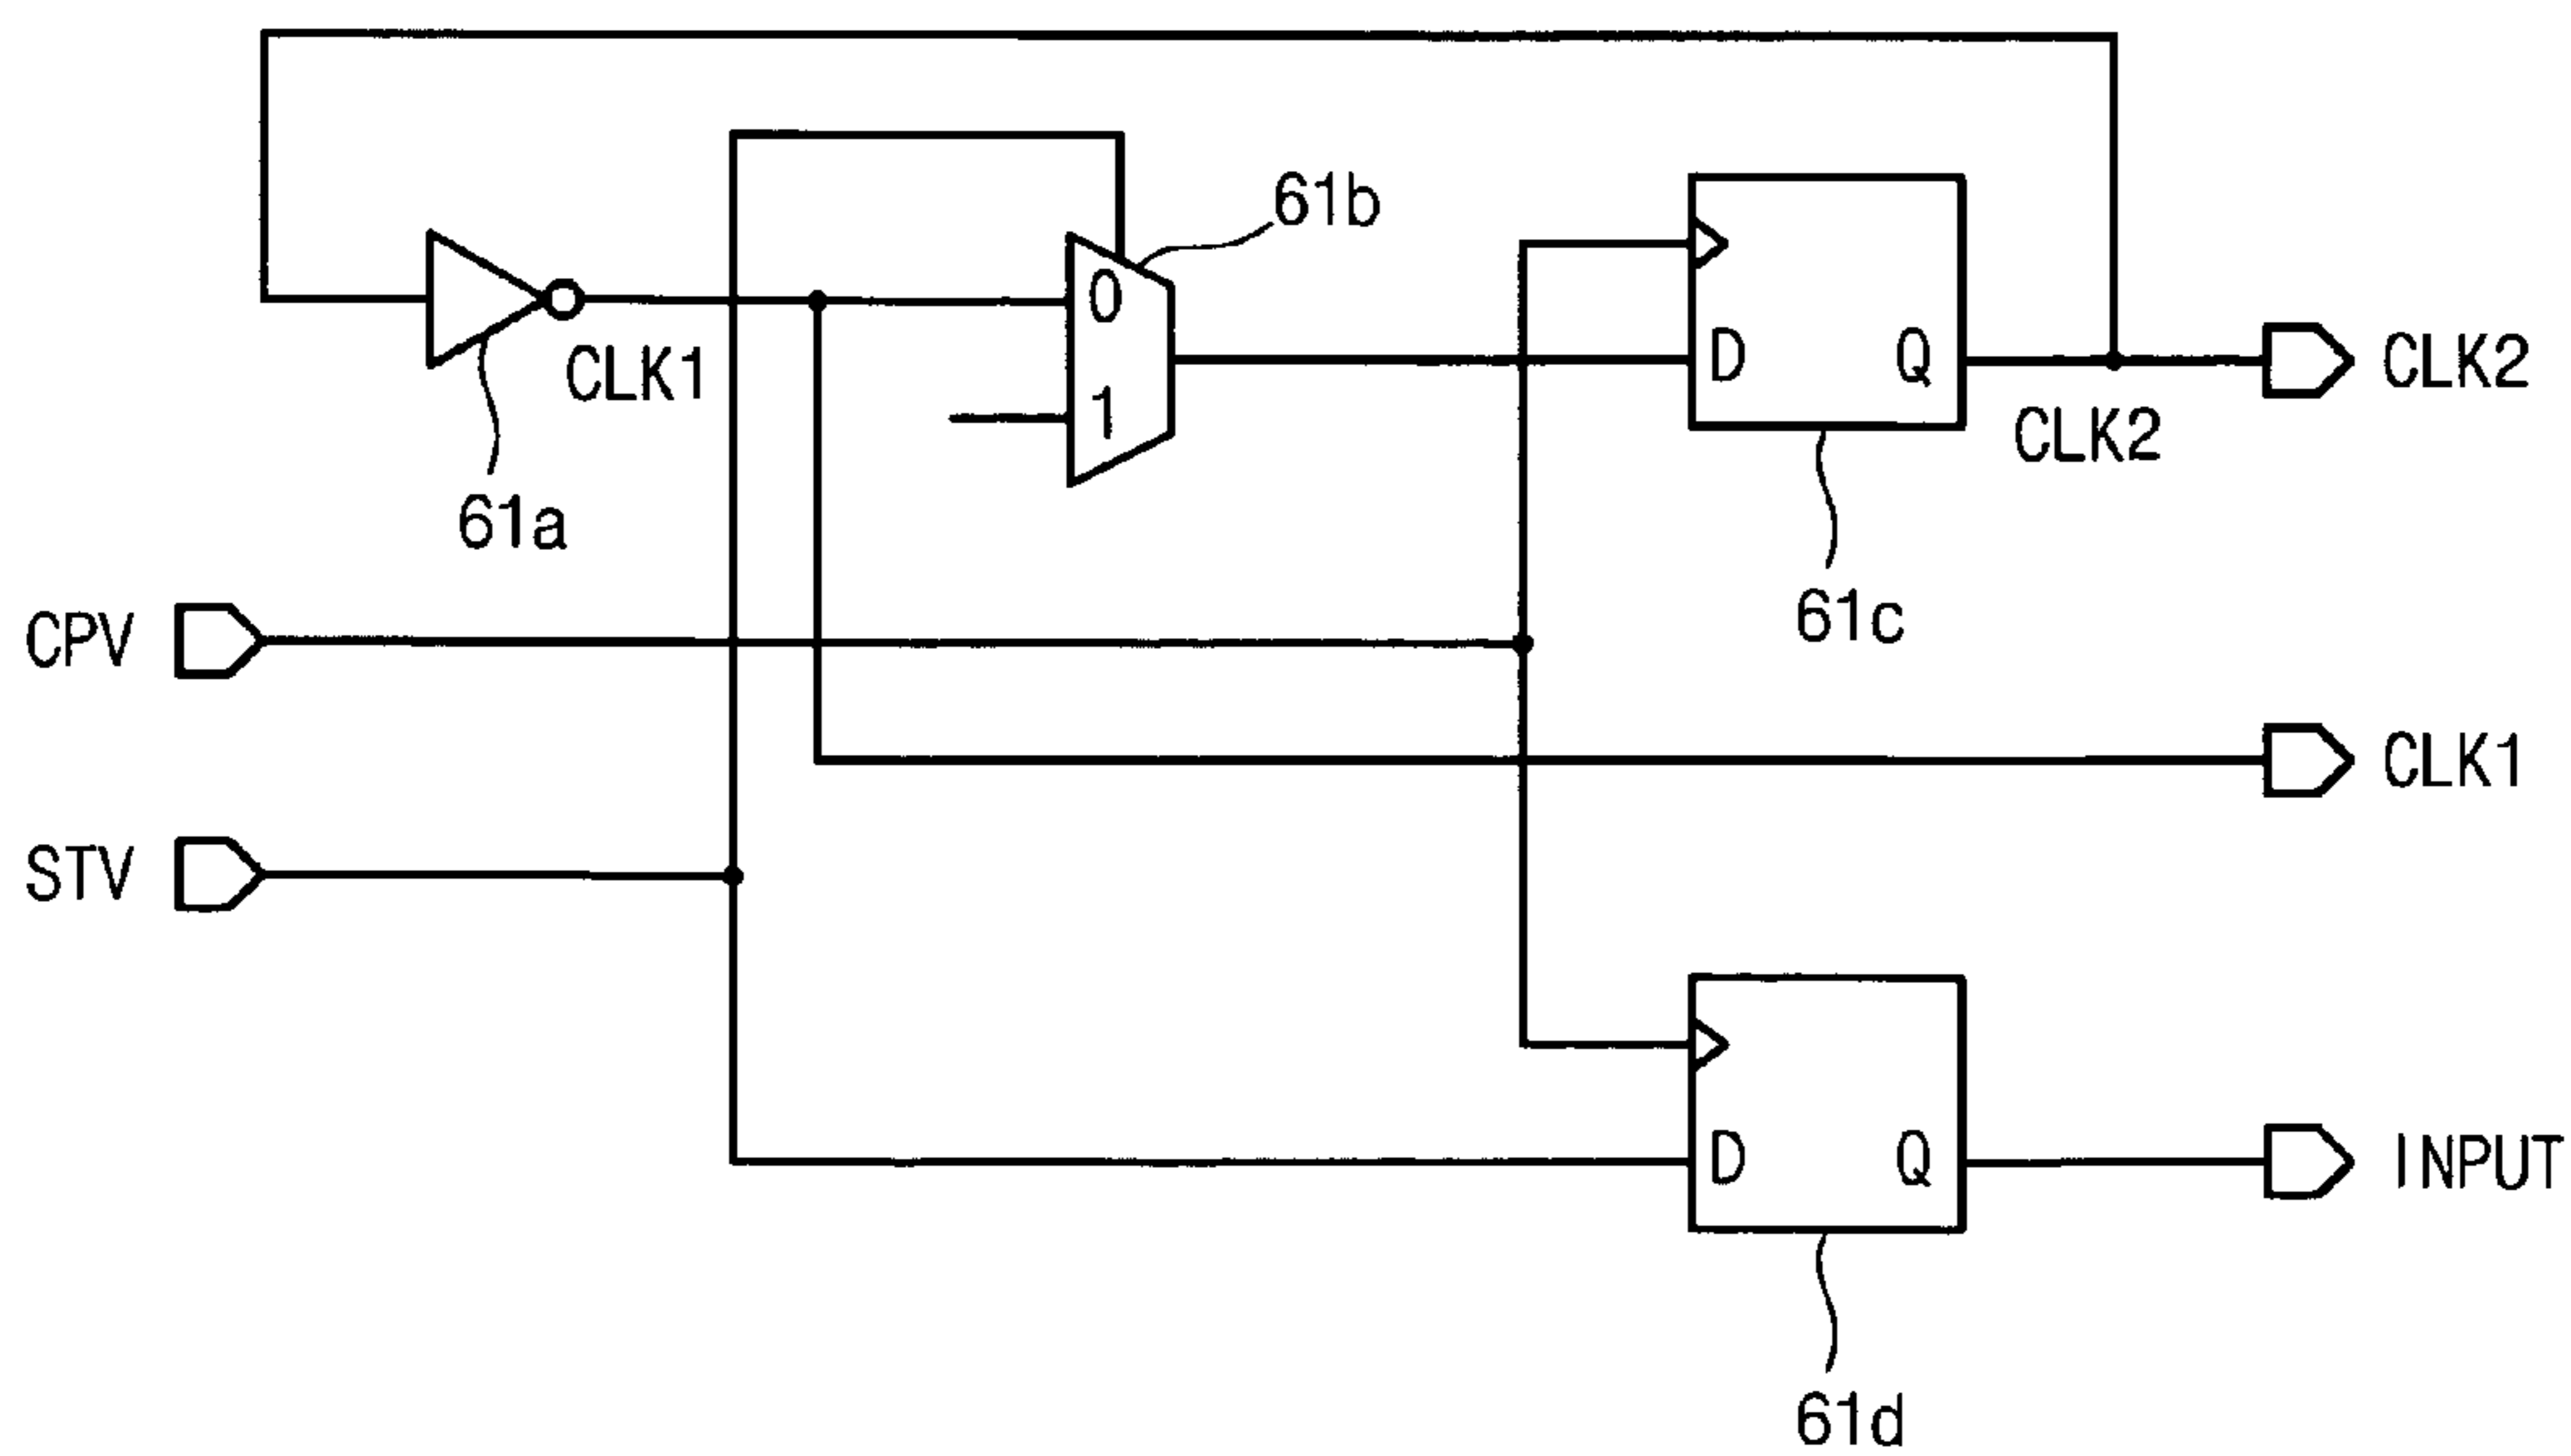 61b
0
CLK1
1
D Q
CLK2
CLK2
61a
61c
CPV
CLK1
STV
D Q
INPUT
61d